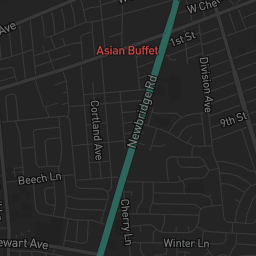 W Che
Ave
1st St
Asian Buffet
Division Ave
Newbridge Rd
9th St
Cortland Ave
Beech Ln
Cherry Ln
ewart Ave
Winter Ln